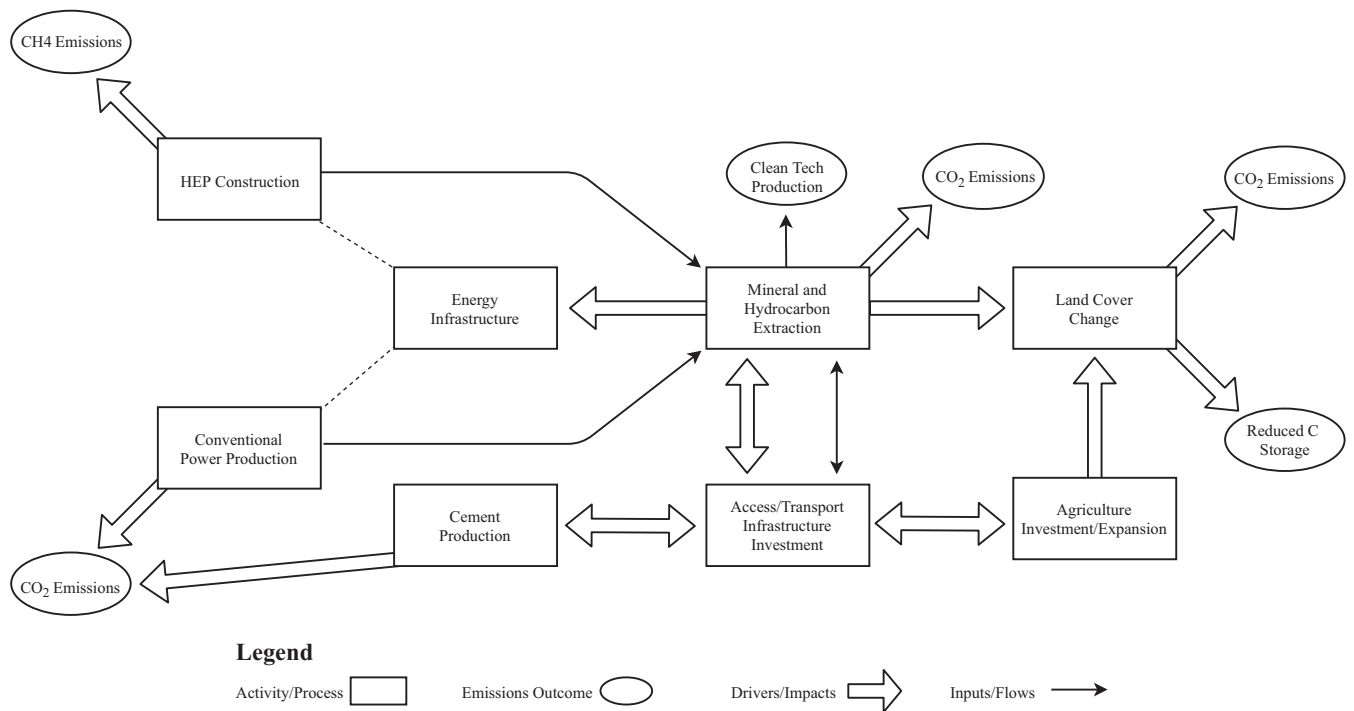 CH4 Emissions
HEP Construction
Clean Tech
Production
CO₂ Emissions
CO₂ Emissions
Energy
Infrastructure
Mineral and
Hydrocarbon
Extraction
Land Cover
Change
Conventional
Power Production
Reduced C
Storage
Cement
Production
Access/Transport
Infrastructure
Investment
Agriculture
Investment/Expansion
CO₂ Emissions
Legend
Activity/Process
Emissions Outcome
Drivers/Impacts
Inputs/Flows